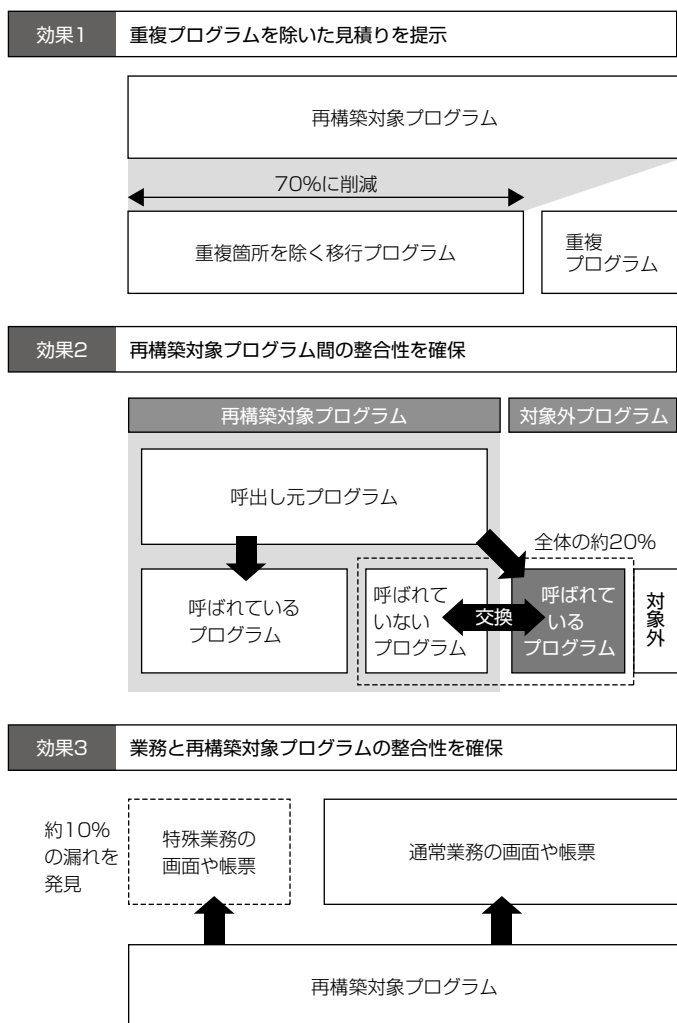 効果1
重複プログラムを除いた見積りを提示
再構築対象プログラム
70%に削減
重複箇所を除く移行プログラム
重複
プログラム
効果2
再構築対象プログラム間の整合性を確保
再構築対象プログラム
対象外プログラム
呼出し元プログラム
全体の約20%
呼ばれている
プログラム
呼ばれて
いない
プログラム
交換
呼ばれて
いる
プログラム
対象外
効果3
業務と再構築対象プログラムの整合性を確保
約10%
の漏れを
発見
特殊業務の
画面や帳票
通常業務の画面や帳票
再構築対象プログラム